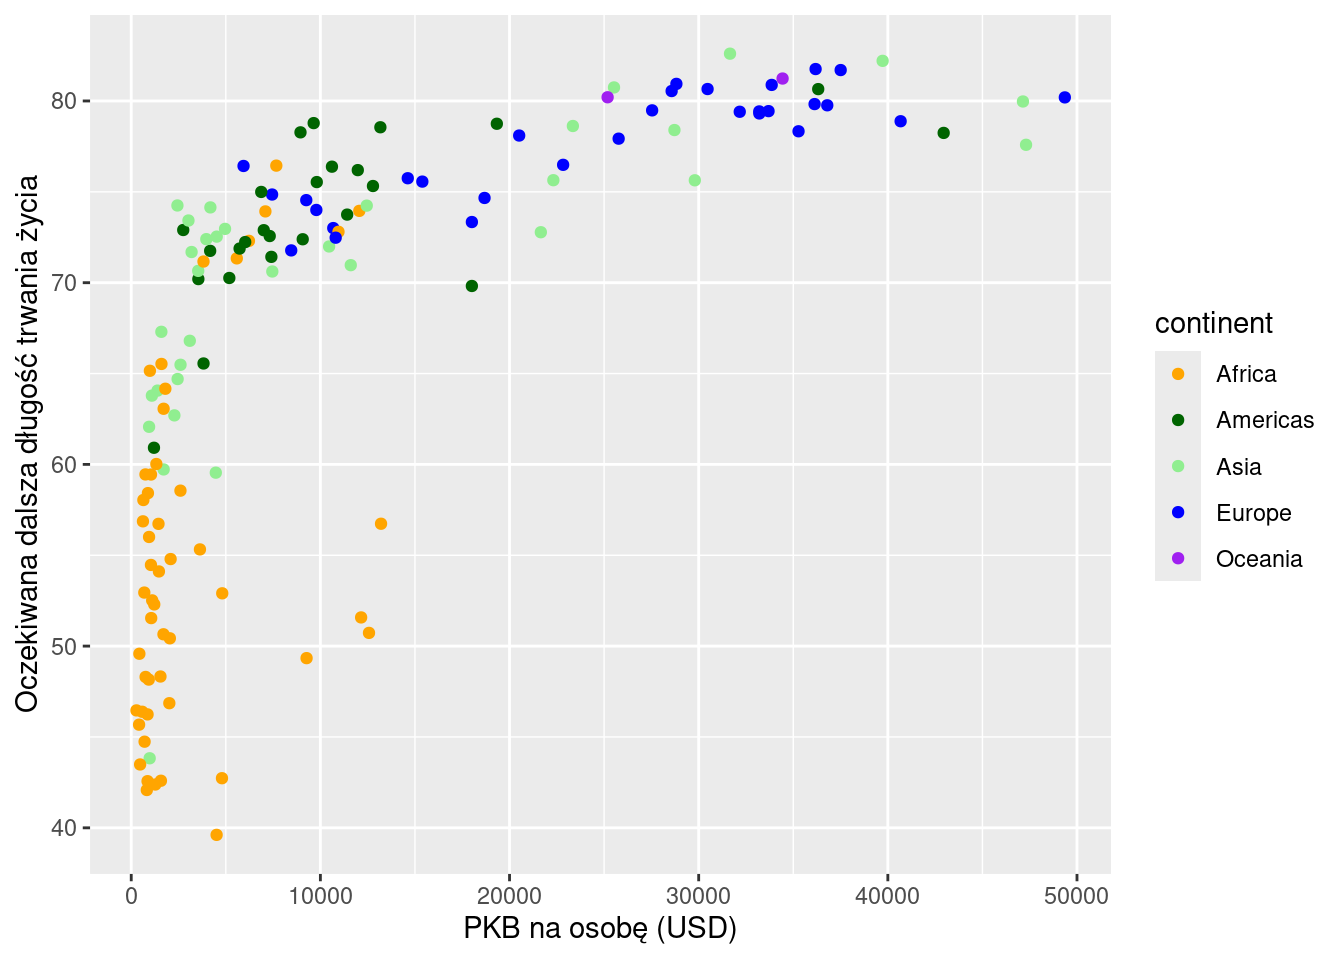 Oczekiwana dalsza długość trwania życia
80
70
60
50
40
0 10000 20000 30000 40000 50000
PKB na osobę (USD)
continent
Africa
Americas
Asia
Europe
Oceania